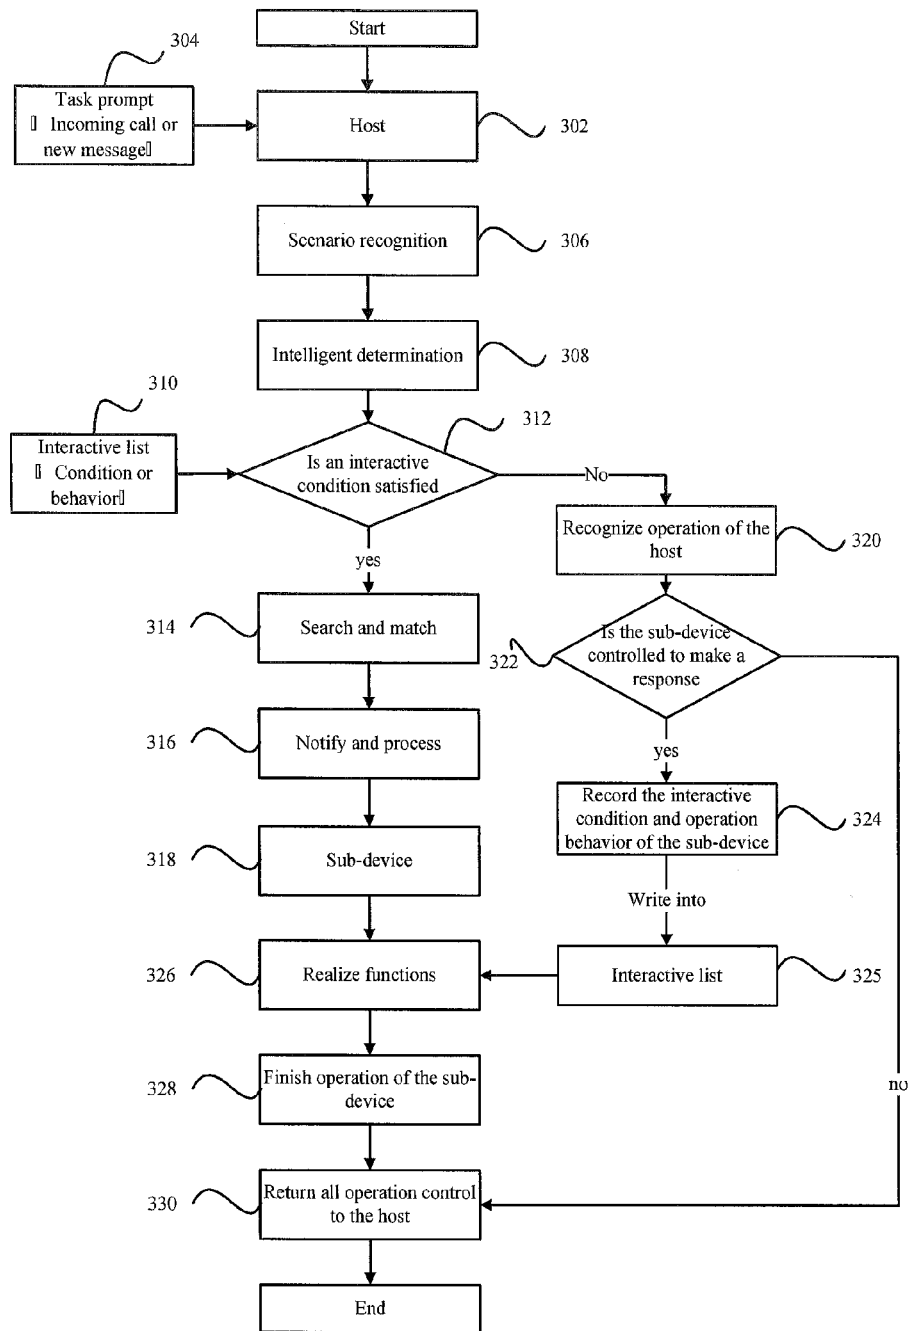 Start
304
Task prompt
▯ Incoming call or
new message▯
Host
302
Scenario recognition
306
Intelligent determination
308
310
Interactive list
▯ Condition or
behavior▯
312
Is an interactive
condition satisfied
No
yes
Recognize operation of the
host
320
314
Search and match
322
Is the sub-device
controlled to make a
response
316
Notify and process
yes
Record the interactive
condition and operation
behavior of the sub-device
324
318
Sub-device
Write into
326
Realize functions
Interactive list
325
328
Finish operation of the sub-
device
no
330
Return all operation control
to the host
End